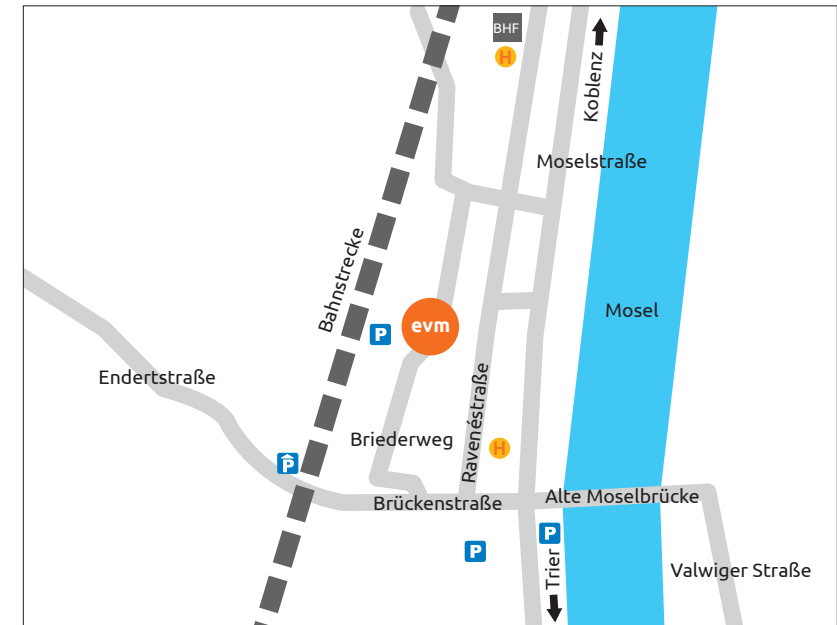 BHF
H
Koblenz
Moselstraße
Bahnstrecke
Mosel
evm
P
Endertstraße
Ravenéstraße
Briederweg
H
P
Alte Moselbrücke
Brückenstraße
P
P
Trier
Valwiger Straße